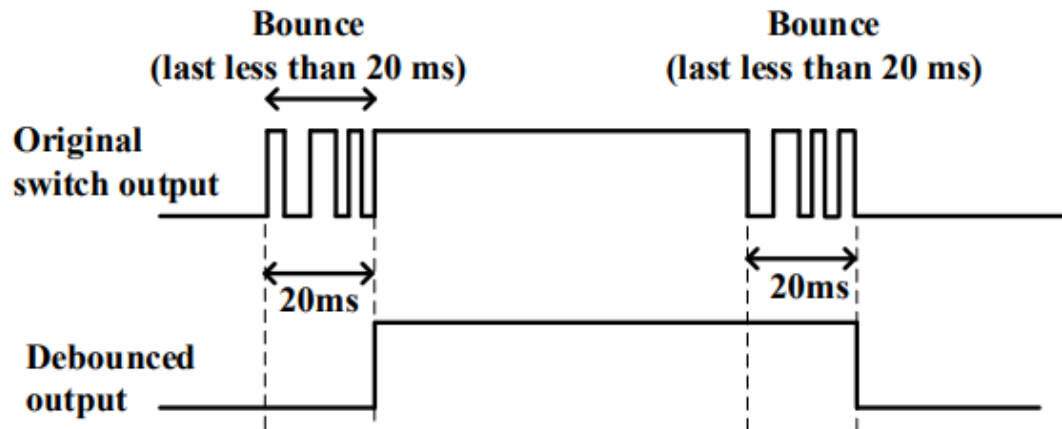 Bounce
(last less than 20 ms)
Bounce
(last less than 20 ms)
Original
switch output
20ms
20ms
Debounced
output